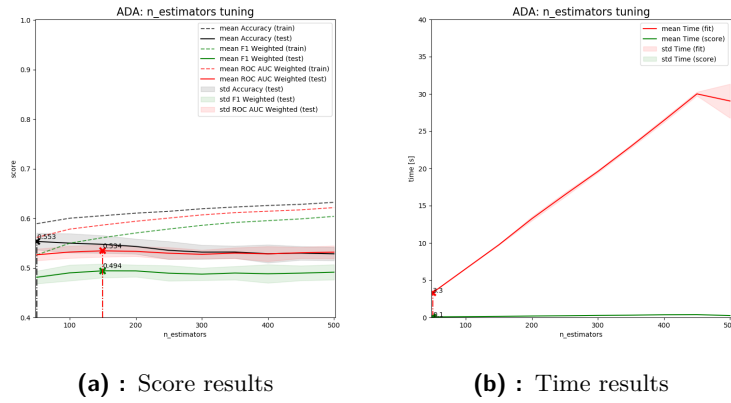 ADA: n_estimators tuning
1.0
0.9
0.8
0.7
0.6
0.5
0.4
score
mean Accuracy (train)
mean Accuracy (test)
mean F1 Weighted (train)
mean F1 Weighted (test)
mean ROC AUC Weighted (train)
mean ROC AUC Weighted (test)
std Accuracy (test)
std F1 Weighted (test)
std ROC AUC Weighted (test)
0.553
0.534
0.494
100 200 300 400 500
n_estimators
(a) : Score results
ADA: n_estimators tuning
40
35
30
25
20
15
10
5
0
time [s]
mean Time (fit)
mean Time (score)
std Time (fit)
std Time (score)
3.3
0.1
100 200 300 400 500
n_estimators
(b) : Time results